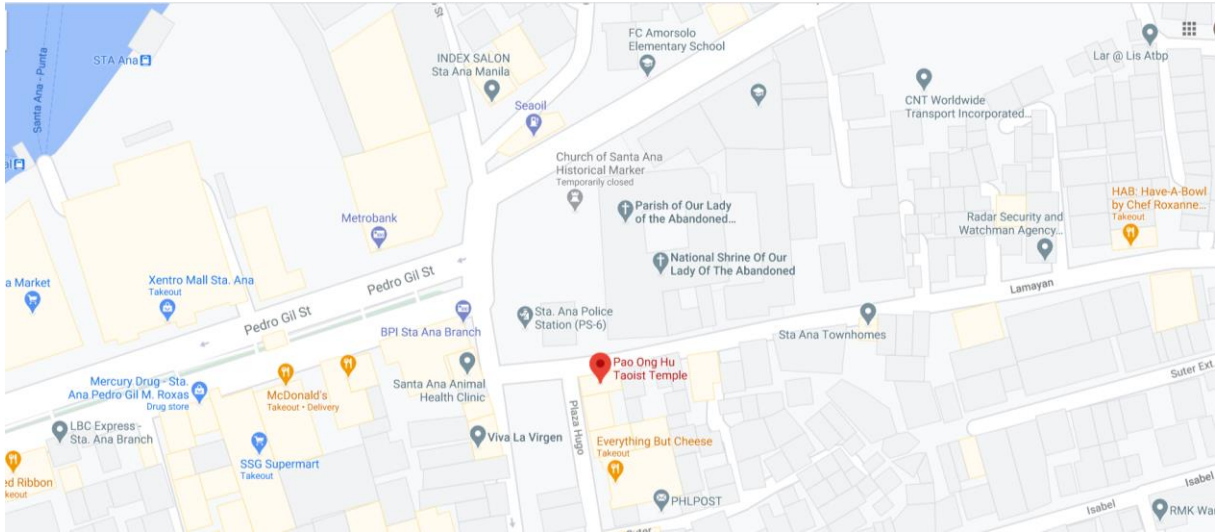 St
FC Amorsolo
Elementary School
Lar @ Lis Atbp
STA Ana
INDEX SALON
Sta Ana Manila
Santa Ana - Punta
Seaoil
CNT Worldwide
Transport Incorporated...
al
Church of Santa Ana
Historical Marker
Temporarily closed
HAB: Have-A-Bowl
by Chef Roxanne...
Takeout
Parish of Our Lady
of the Abandoned...
Metrobank
Radar Security and
Watchman Agency...
National Shrine Of Our
Lady Of The Abandoned
a Market
Xentro Mall Sta. Ana
Takeout
Pedro Gil St
Lamayan
Pedro Gil St
Sta. Ana Police
Station (PS-6)
BPI Sta Ana Branch
Sta Ana Townhomes
Pao Ong Hu
Taoist Temple
Suter Ext
Mercury Drug - Sta.
Ana Pedro Gil M. Roxas
Drug store
McDonald's
Takeout • Delivery
Santa Ana Animal
Health Clinic
Plaza Hugo
LBC Express -
Sta. Ana Branch
Viva La Virgen
Everything But Cheese
Takeout
ed Ribbon
keout
SSG Supermart
Takeout
Isabel
PHLPOST
Isabel
RMK Wa
Suter